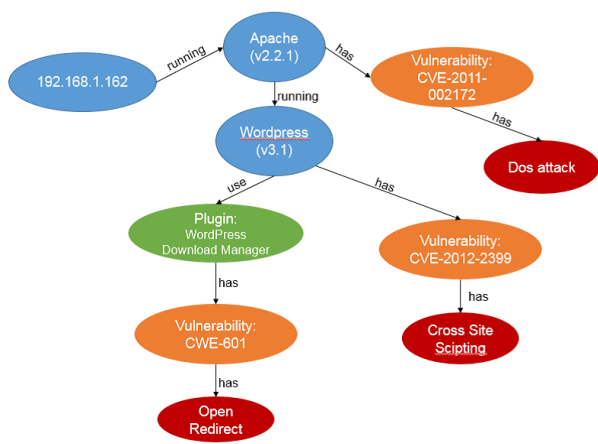 Apache
(v2.2.1)
running
has
192.168.1.162
Vulnerability:
CVE-2011-
002172
running
has
Wordpress
(v3.1)
Dos attack
use
has
Plugin:
WordPress
Download Manager
Vulnerability:
CVE-2012-2399
has
has
Vulnerability:
CWE-601
Cross Site
Scipting
has
Open
Redirect